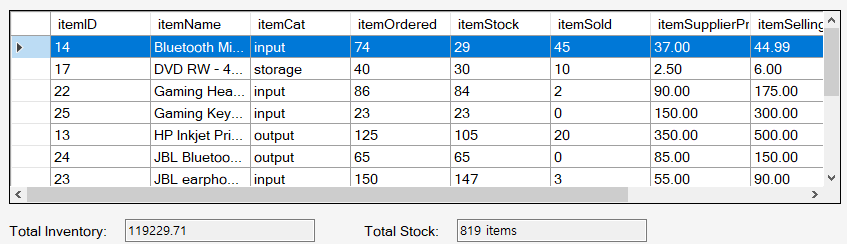 itemID itemName itemCat itemOrdered itemStock itemSold itemSupplierPr itemSelling
14 Bluetooth Mi... input 74 29 45 37.00 44.99
17 DVD RW - 4... storage 40 30 10 2.50 6.00
22 Gaming Hea... input 86 84 2 90.00 175.00
25 Gaming Key... input 23 23 0 150.00 300.00
13 HP Inkjet Pri... output 125 105 20 350.00 500.00
24 JBL Bluetoo... output 65 65 0 85.00 150.00
23 JBL earpho... input 150 147 3 55.00 90.00
Total Inventory: 119229.71 Total Stock: 819 items